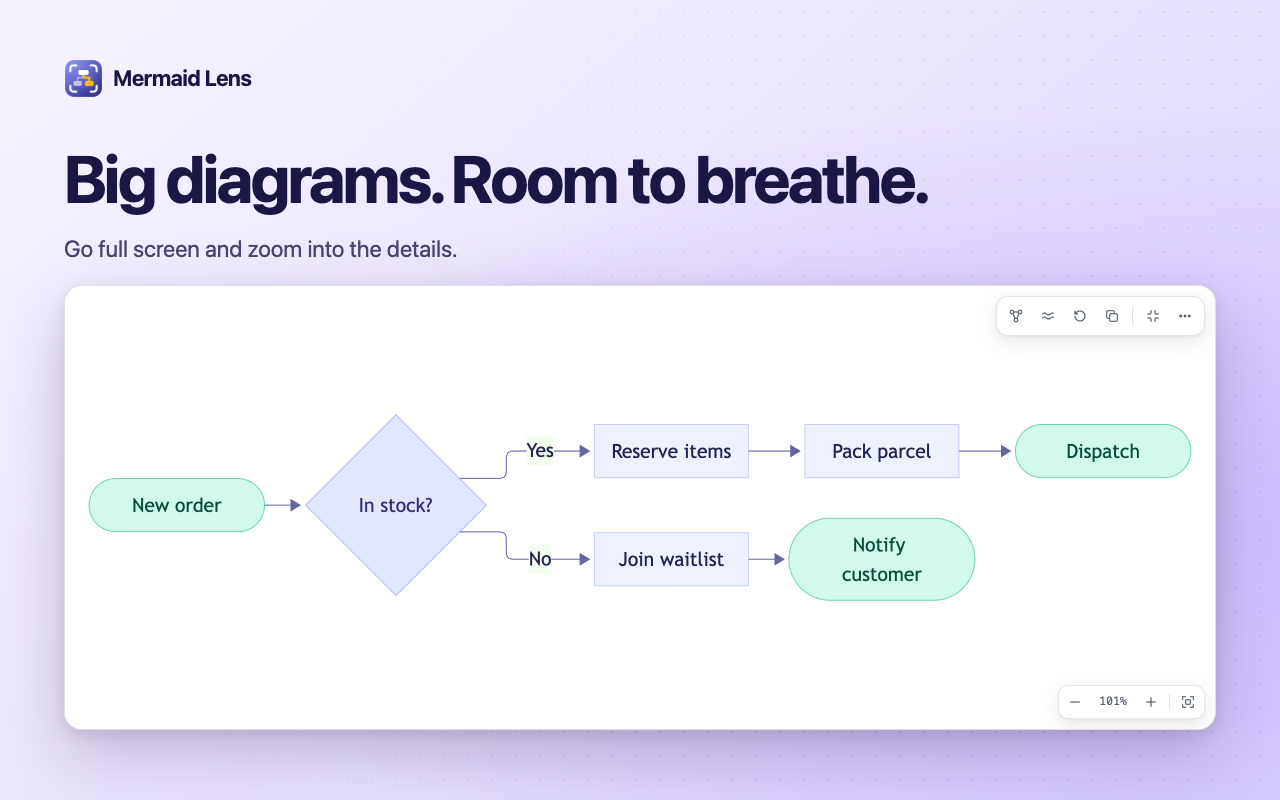 Mermaid Lens
Big diagrams. Room to breathe.
Go full screen and zoom into the details.
New order
In stock?
Yes
Reserve items
Pack parcel
Dispatch
No
Join waitlist
Notify
customer
101%